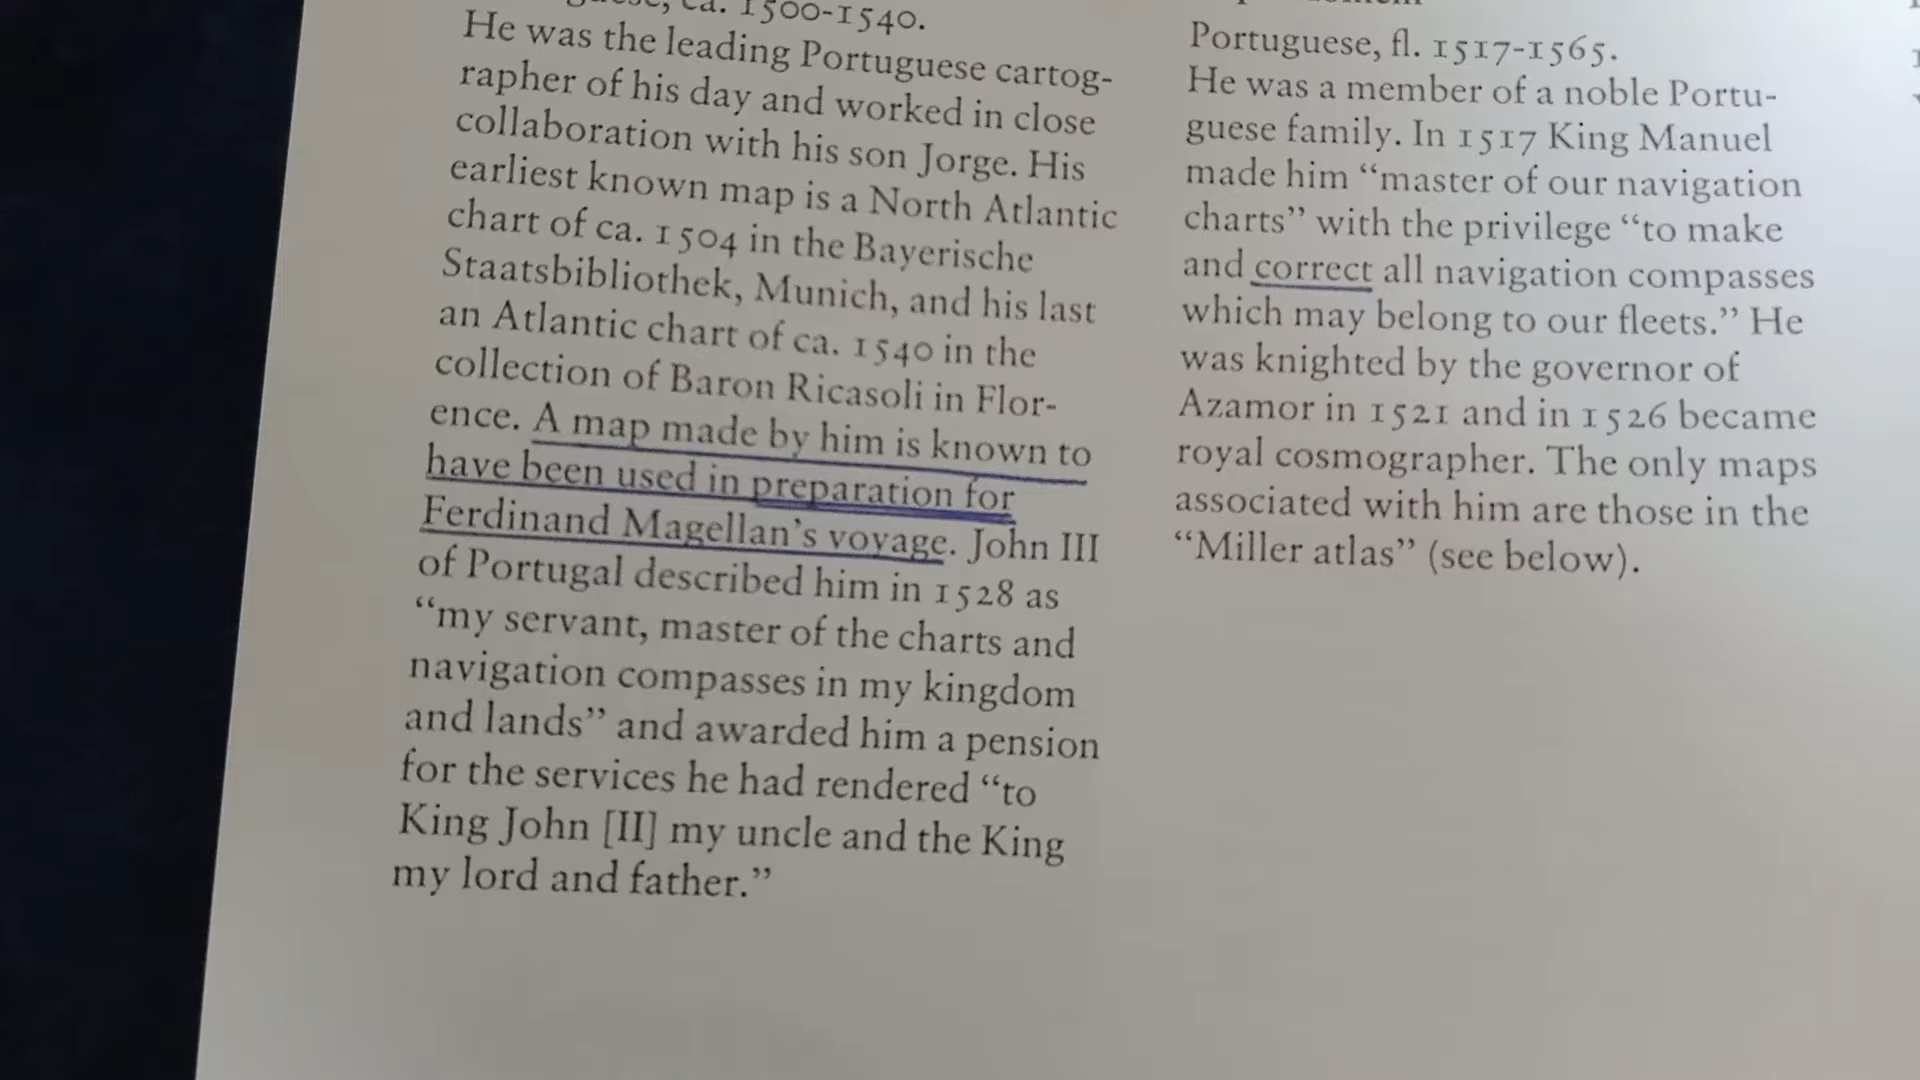 ca. 1500-1540.
He was the leading Portuguese cartog-
rapher of his day and worked in close
collaboration with his son Jorge. His
earliest known map is a North Atlantic
chart of ca. 1504 in the Bayerische
Staatsbibliothek, Munich, and his last
an Atlantic chart of ca. 1540 in the
collection of Baron Ricasoli in Flor-
ence. A map made by him is known to
have been used in preparation for
Ferdinand Magellan's voyage. John III
of Portugal described him in 1528 as
“my servant, master of the charts and
navigation compasses in my kingdom
and lands” and awarded him a pension
for the services he had rendered “to
King John [II] my uncle and the King
my lord and father.”
Portuguese, fl. 1517-1565.
He was a member of a noble Portu-
guese family. In 1517 King Manuel
made him “master of our navigation
charts” with the privilege “to make
and correct all navigation compasses
which may belong to our fleets.” He
was knighted by the governor of
Azamor in 1521 and in 1526 became
royal cosmographer. The only maps
associated with him are those in the
“Miller atlas” (see below).